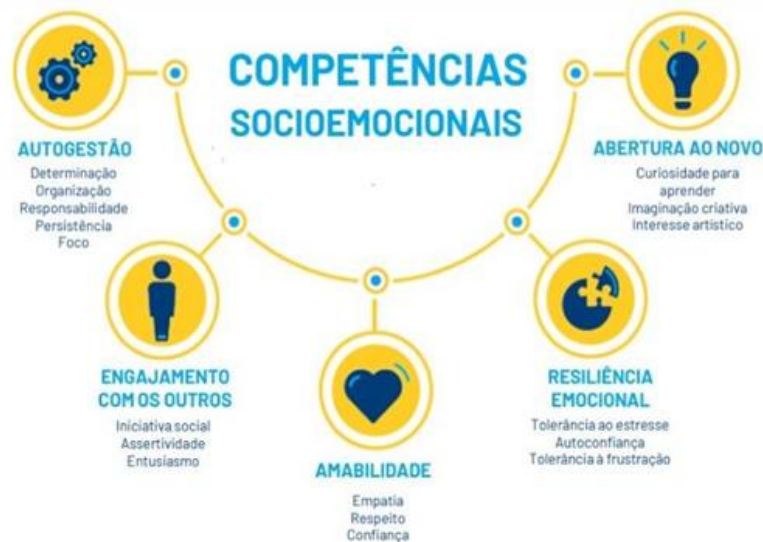 COMPETÊNCIAS
SOCIOEMOCIONAIS
AUTOGESTÃO
Determinação
Organização
Responsabilidade
Persistência
Foco
ENGAJAMENTO
COM OS OUTROS
Iniciativa social
Assertividade
Entusiasmo
AMABILIDADE
Empatia
Respeito
Confiança
RESILIÊNCIA
EMOCIONAL
Tolerância ao estresse
Autoconfiança
Tolerância à frustração
ABERTURA AO NOVO
Curiosidade para
aprender
Imaginação criativa
Interesse artístico